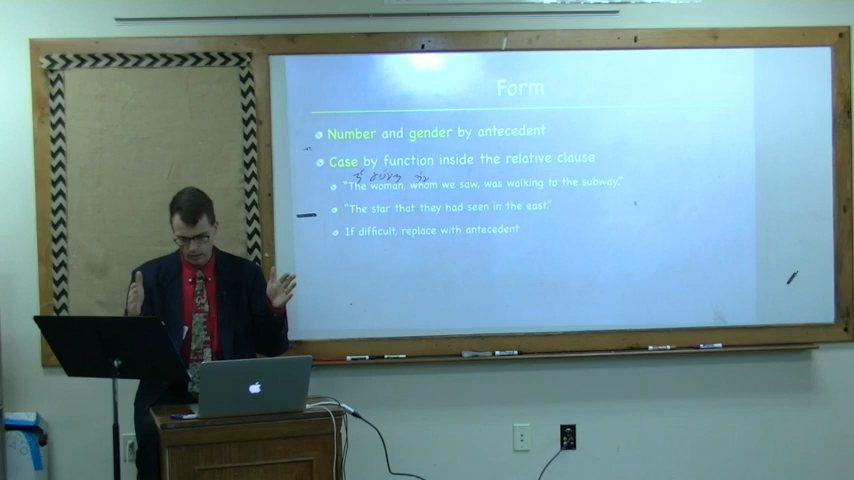 Form
Number and gender by antecedent
Case by function inside the relative clause
"The woman, whom we saw, was walking to the subway."
"The star that they had seen in the east."
If difficult, replace with antecedent